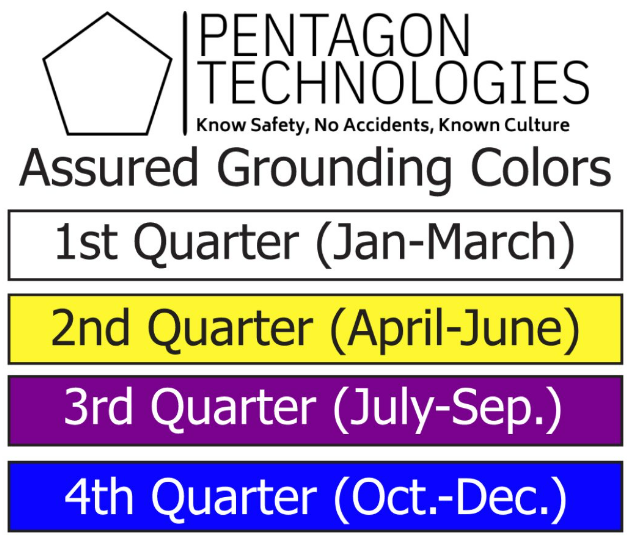 PENTAGON
TECHNOLOGIES
Know Safety, No Accidents, Known Culture
Assured Grounding Colors
1st Quarter (Jan-March)
2nd Quarter (April-June)
3rd Quarter (July-Sep.)
4th Quarter (Oct.-Dec.)